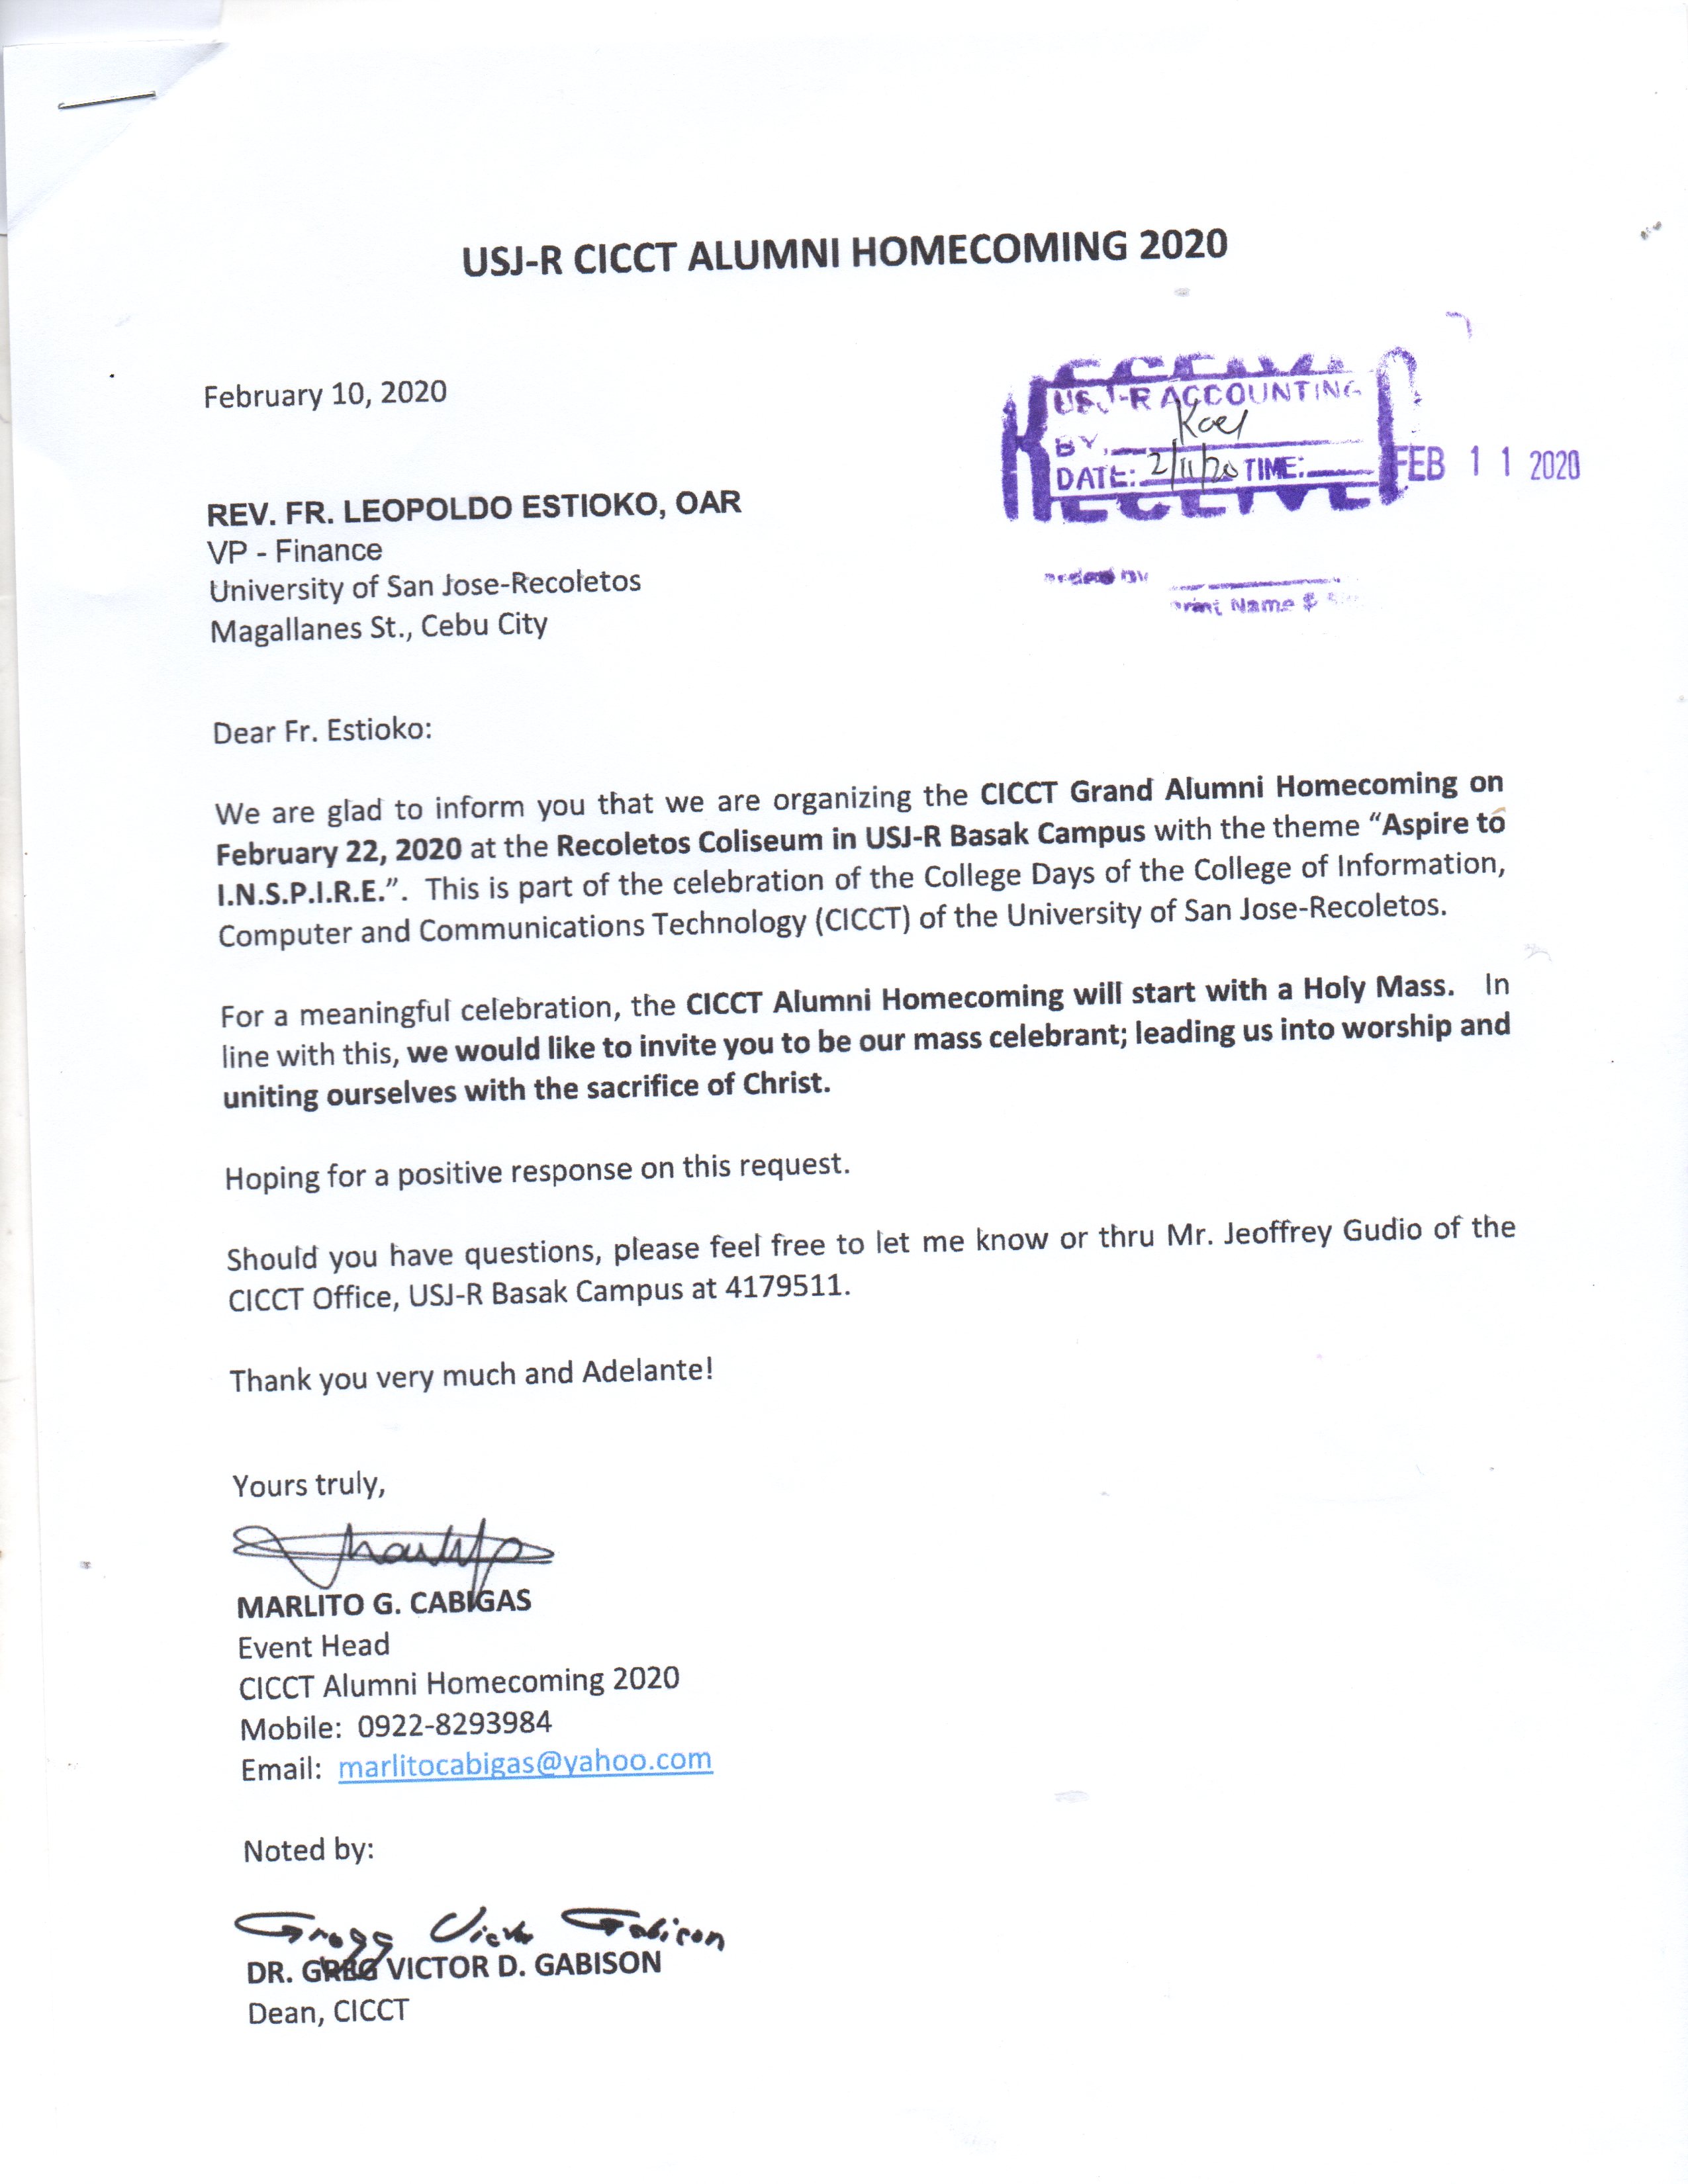 USJ-R CICCT ALUMNI HOMECOMING 2020
February 10, 2020
RECEIVED
USJ-R ACCOUNTING
BY
DATE: 2/11/20 TIME:
FEB 11 2020
REV. FR. LEOPOLDO ESTIOKO, OAR
VP - Finance
University of San Jose-Recoletos
Magallanes St., Cebu City
Print Name &
Dear Fr. Estioko:
We are glad to inform you that we are organizing the CICCT Grand Alumni Homecoming on
February 22, 2020 at the Recoletos Coliseum in USJ-R Basak Campus with the theme “Aspire to
I.N.S.P.I.R.E.”. This is part of the celebration of the College Days of the College of Information,
Computer and Communications Technology (CICCT) of the University of San Jose-Recoletos.
For a meaningful celebration, the CICCT Alumni Homecoming will start with a Holy Mass. In
line with this, we would like to invite you to be our mass celebrant; leading us into worship and
uniting ourselves with the sacrifice of Christ.
Hoping for a positive response on this request.
Should you have questions, please feel free to let me know or thru Mr. Jeoffrey Gudio of the
CICCT Office, USJ-R Basak Campus at 4179511.
Thank you very much and Adelante!
Yours truly,
MARLITO G. CABIGAS
Event Head
CICCT Alumni Homecoming 2020
Mobile: 0922-8293984
Email: marlitocabigas@yahoo.com
Noted by:
Gregg Victor Gabison
DR. GREG VICTOR D. GABISON
Dean, CICCT